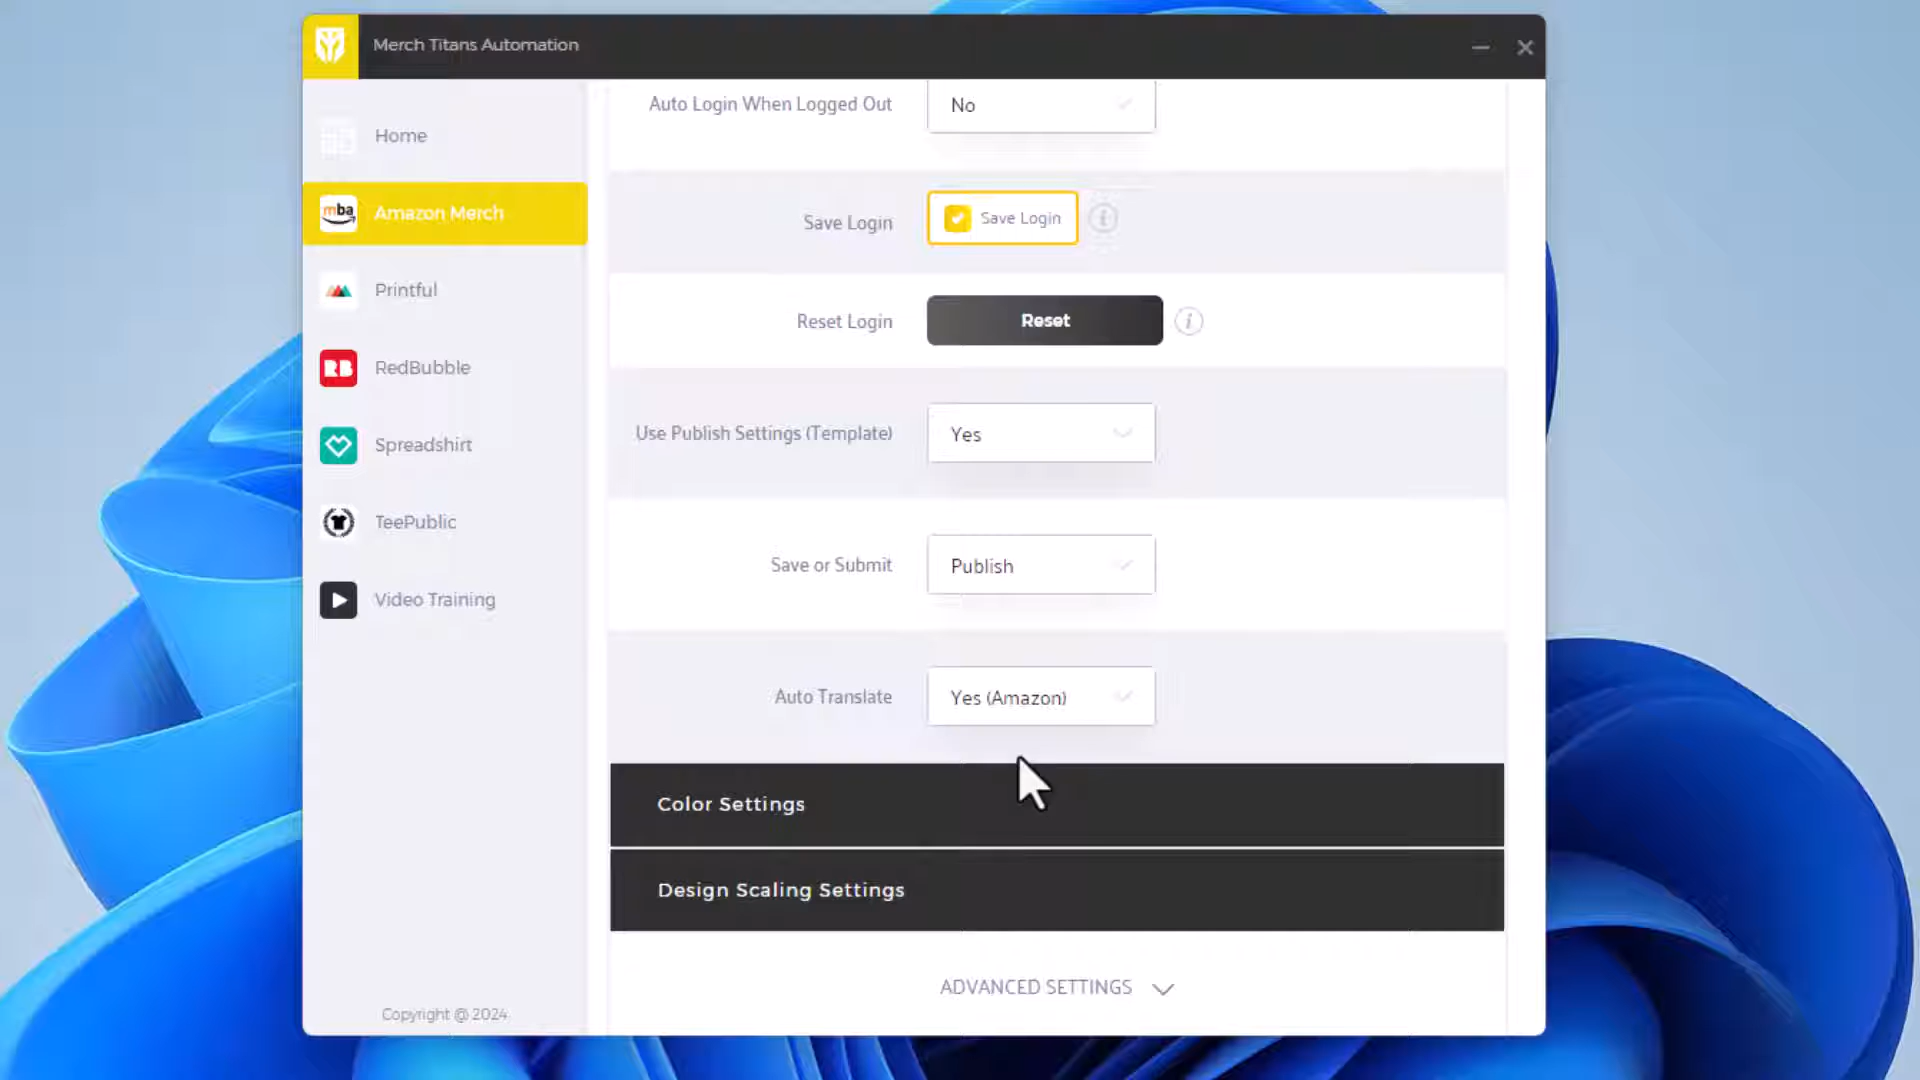 Merch Titans Automation
Home
mba
Amazon Merch
Printful
RB
RedBubble
Spreadshirt
TeePublic
Video Training
Copyright @ 2024
Auto Login When Logged Out
No
Save Login
Save Login
i
Reset Login
Reset
i
Use Publish Settings (Template)
Yes
Save or Submit
Publish
Auto Translate
Yes (Amazon)
Color Settings
Design Scaling Settings
ADVANCED SETTINGS